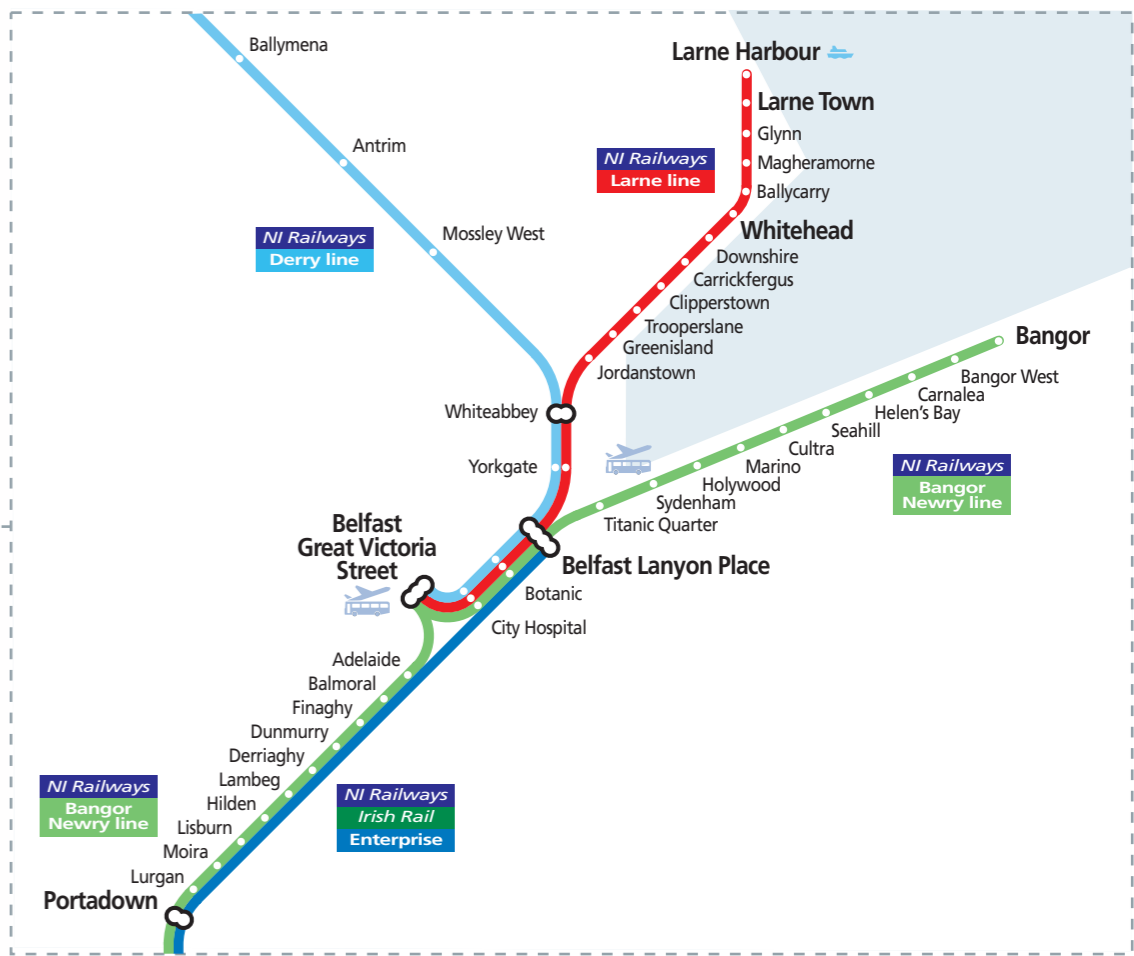 Ballymena
Larne Harbour
Larne Town
Antrim
Glynn
NI Railways
Larne line
Magheramorne
Ballycarry
Mossley West
Whitehead
NI Railways
Derry line
Downshire
Carrickfergus
Clipperstown
Trooperslane
Greenisland
Jordanstown
Bangor
Bangor West
Carnalea
Helen's Bay
Seahill
Cultra
Marino
Holywood
Sydenham
Titanic Quarter
Whiteabbey
Yorkgate
NI Railways
Bangor
Newry line
Belfast
Great Victoria
Street
Belfast Lanyon Place
Botanic
City Hospital
Adelaide
Balmoral
Finaghy
Dunmurry
Derriaghy
Lambeg
Hilden
Lisburn
Moira
Lurgan
Portadown
NI Railways
Bangor
Newry line
NI Railways
Irish Rail
Enterprise